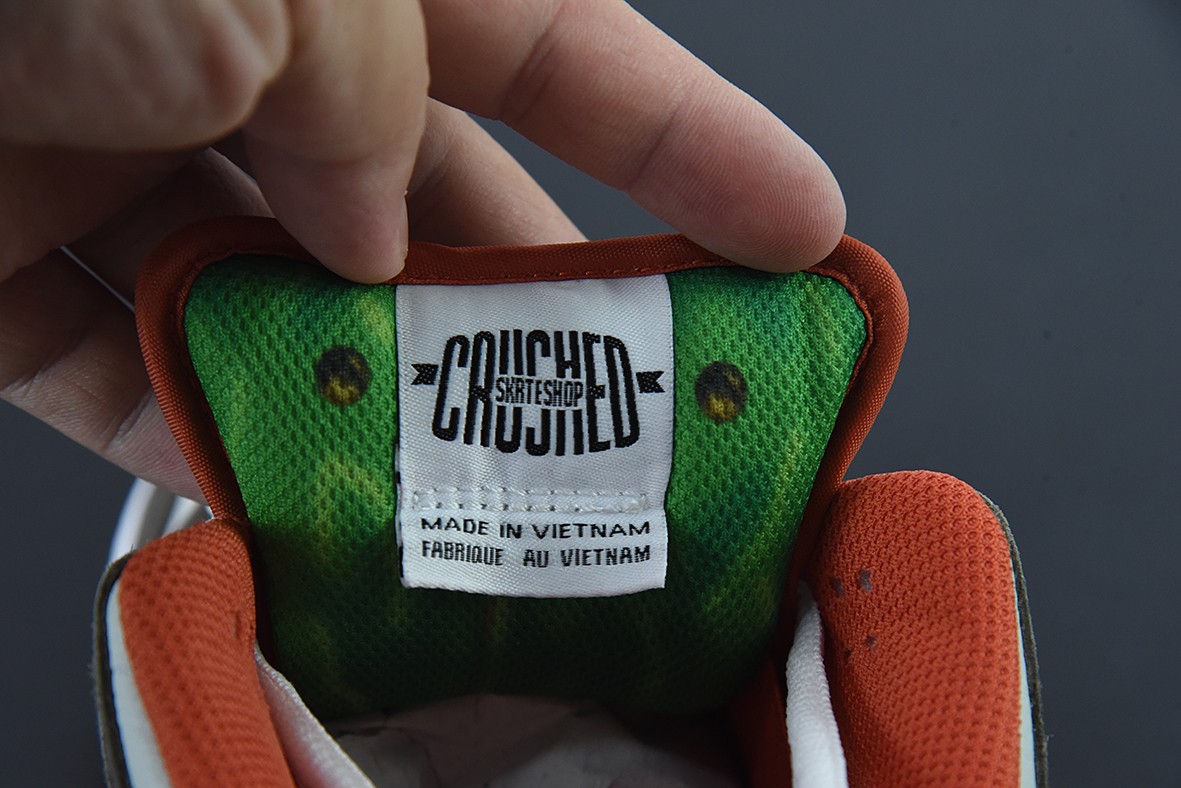 CRUSHED
SKATESHOP
MADE IN VIETNAM
FABRIQUE AU VIETNAM